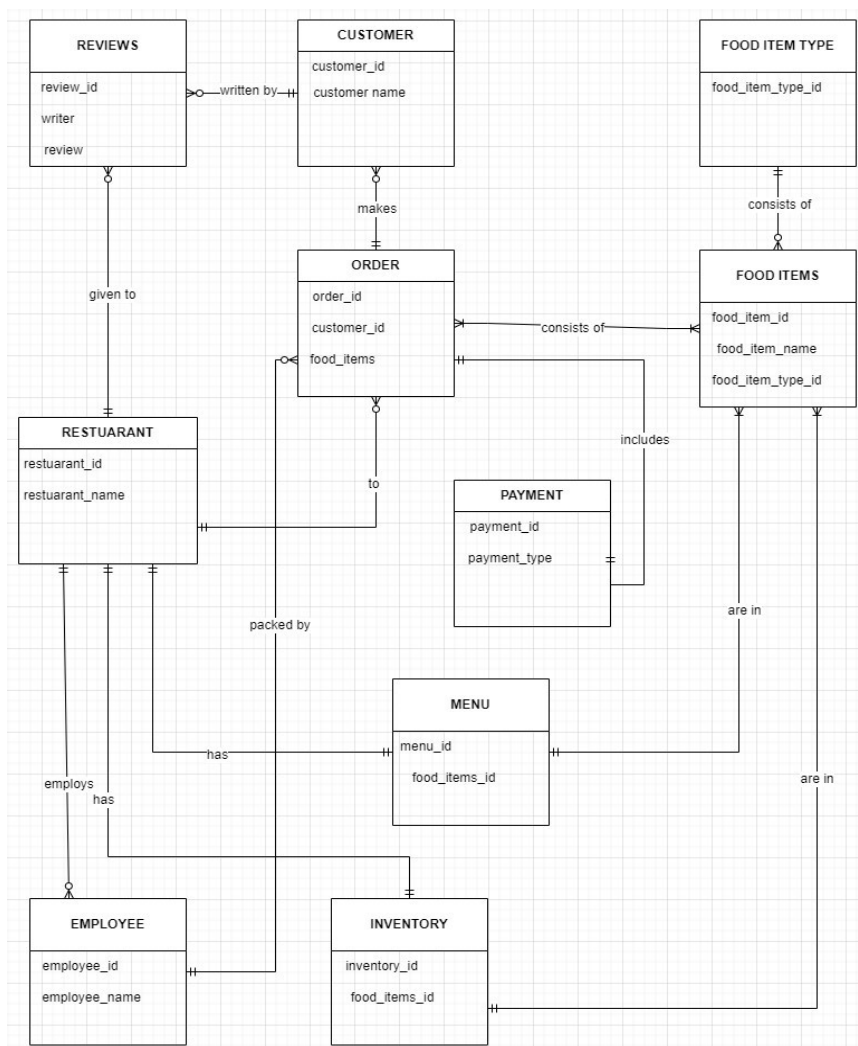 REVIEWS
review_id
writer
review
written by
CUSTOMER
customer_id
customer name
FOOD ITEM TYPE
food_item_type_id
makes
consists of
given to
ORDER
order_id
customer_id
food_items
consists of
FOOD ITEMS
food_item_id
food_item_name
food_item_type_id
RESTUARANT
restuarant_id
restuarant_name
to
includes
PAYMENT
payment_id
payment_type
packed by
are in
MENU
menu_id
food_items_id
has
employs
has
are in
EMPLOYEE
employee_id
employee_name
INVENTORY
inventory_id
food_items_id